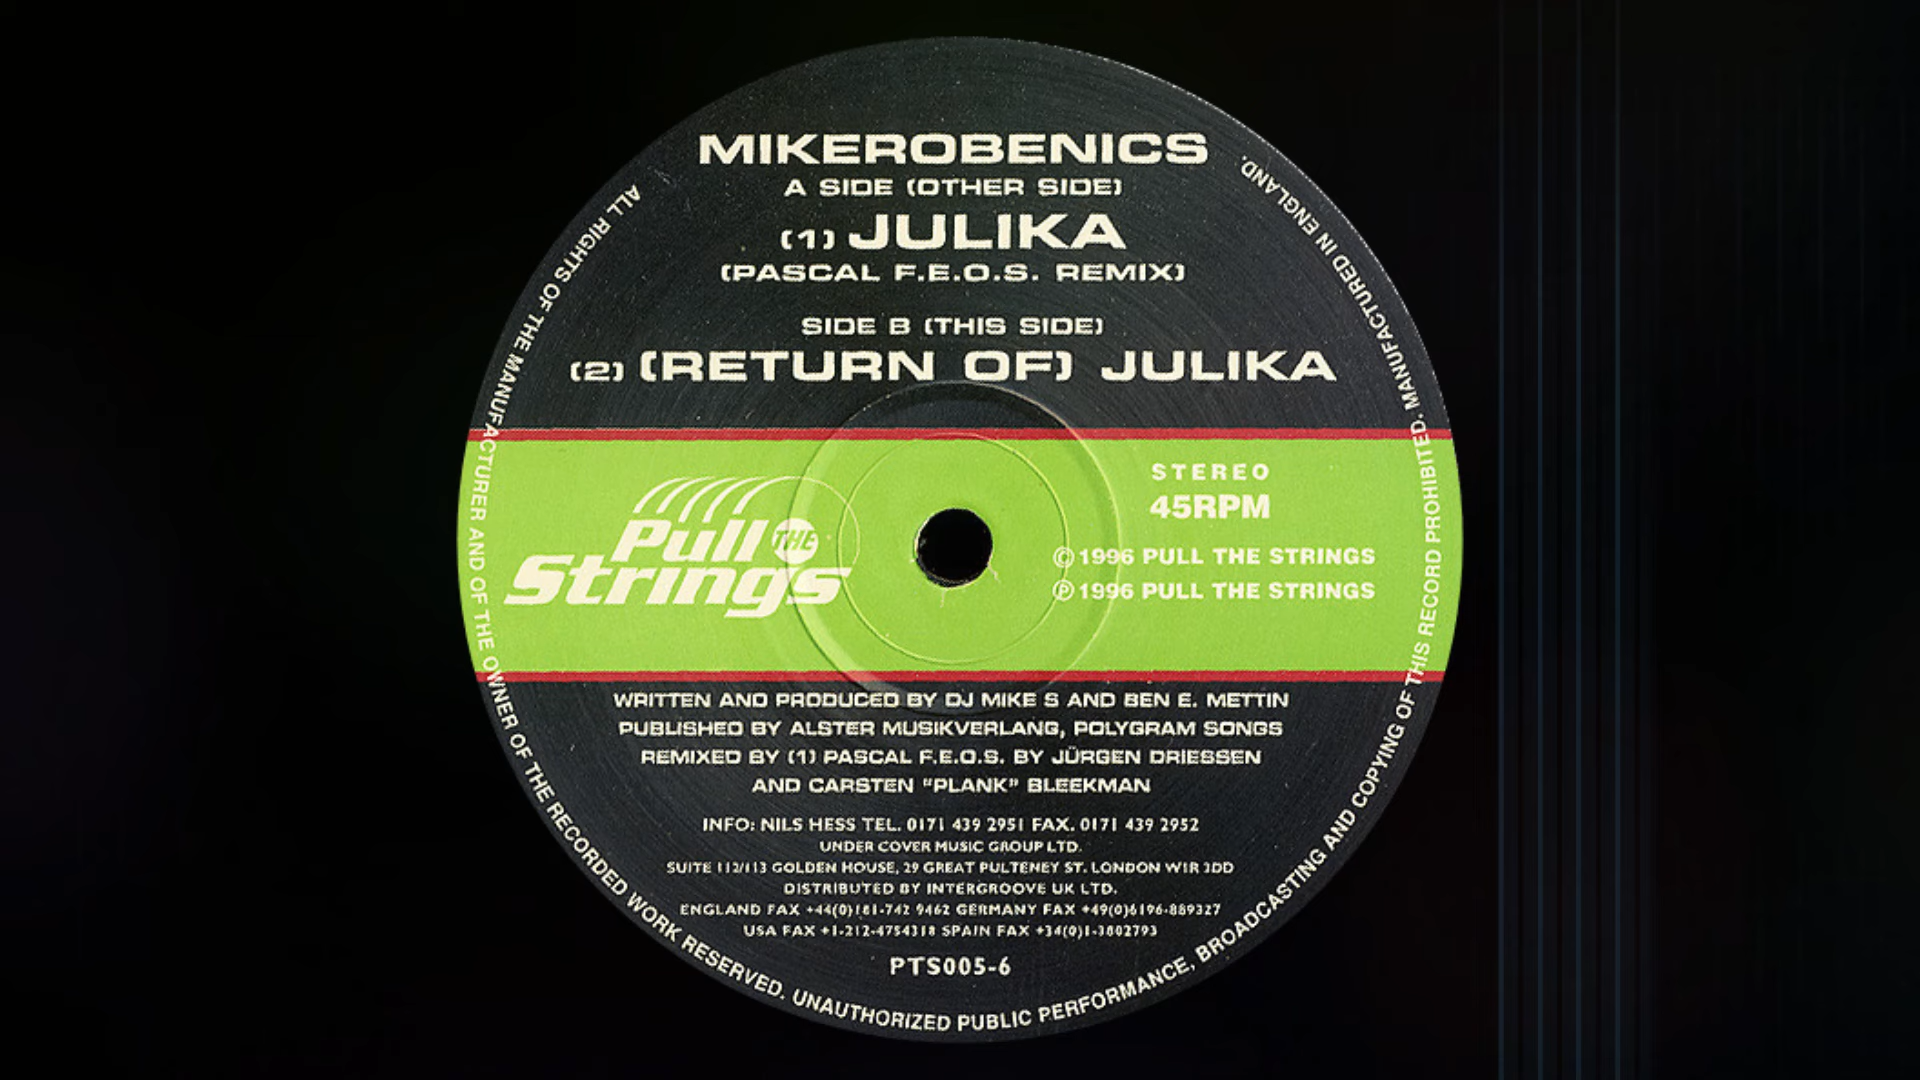 MIKEROBENICS
A SIDE (OTHER SIDE)
(1) JULIKA
(PASCAL F.E.O.S. REMIX)
SIDE B (THIS SIDE)
(2) (RETURN OF) JULIKA
Pull THE
Strings
STEREO
45RPM
© 1996 PULL THE STRINGS
℗ 1996 PULL THE STRINGS
WRITTEN AND PRODUCED BY DJ MIKE S AND BEN E. METTIN
PUBLISHED BY ALSTER MUSIKVERLANG, POLYGRAM SONGS
REMIXED BY (1) PASCAL F.E.O.S. BY JÜRGEN DRIESSEN
AND CARSTEN "PLANK" BLEEKMAN
INFO: NILS HESS TEL. 0171 439 2951 FAX. 0171 439 2952
UNDER COVER MUSIC GROUP LTD.
SUITE 112/113 GOLDEN HOUSE, 29 GREAT PULTENEY ST. LONDON W1R 3DD
DISTRIBUTED BY INTERGROOVE UK LTD.
ENGLAND FAX +44(0)181-742 9462 GERMANY FAX +49(0)6196-889327
USA FAX +1-212-4754318 SPAIN FAX +34(0)1-3802793
PTS005-6
ALL RIGHTS OF THE MANUFACTURER AND OF THE OWNER OF THE RECORDED WORK RESERVED. UNAUTHORIZED PUBLIC PERFORMANCE, BROADCASTING AND COPYING OF THIS RECORD PROHIBITED. MANUFACTURED IN ENGLAND.